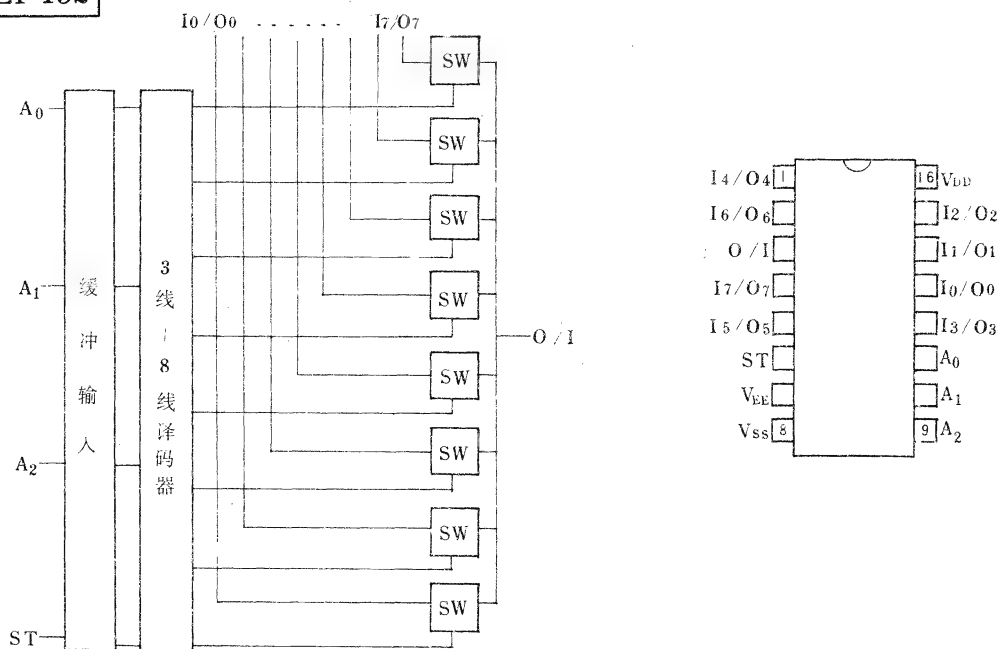 I0/O0 - - - - - - - I7/O7
SW
SW
SW
SW
SW
SW
SW
SW
A0
A1
A2
ST
缓冲输入
3线-8线译码器
O/I
I4/O4 1
I6/O6
O/I
I7/O7
I5/O5
ST
VEE
VSS 8
16 VDD
I2/O2
I1/O1
I0/O0
I3/O3
A0
A1
9 A2